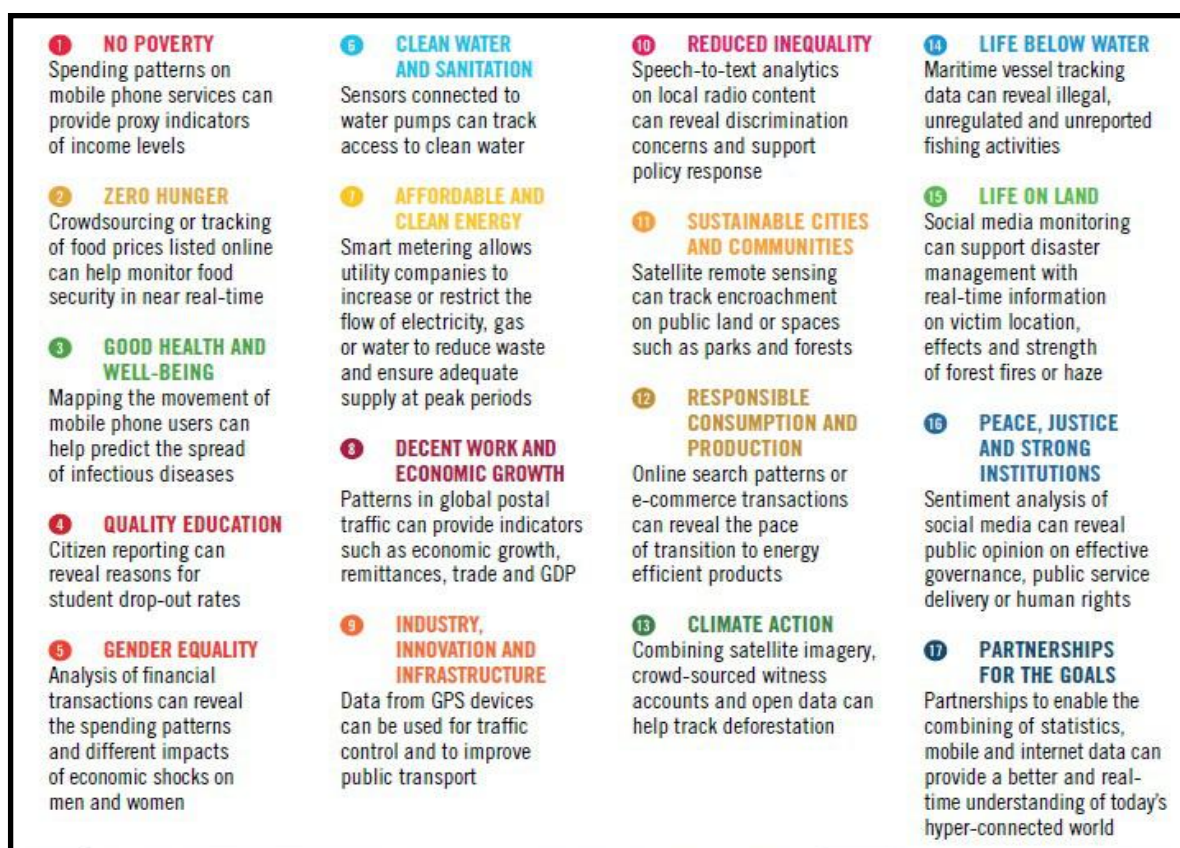 1 NO POVERTY
Spending patterns on
mobile phone services can
provide proxy indicators
of income levels
2 ZERO HUNGER
Crowdsourcing or tracking
of food prices listed online
can help monitor food
security in near real-time
3 GOOD HEALTH AND
WELL-BEING
Mapping the movement of
mobile phone users can
help predict the spread
of infectious diseases
4 QUALITY EDUCATION
Citizen reporting can
reveal reasons for
student drop-out rates
5 GENDER EQUALITY
Analysis of financial
transactions can reveal
the spending patterns
and different impacts
of economic shocks on
men and women
6 CLEAN WATER
AND SANITATION
Sensors connected to
water pumps can track
access to clean water
7 AFFORDABLE AND
CLEAN ENERGY
Smart metering allows
utility companies to
increase or restrict the
flow of electricity, gas
or water to reduce waste
and ensure adequate
supply at peak periods
8 DECENT WORK AND
ECONOMIC GROWTH
Patterns in global postal
traffic can provide indicators
such as economic growth,
remittances, trade and GDP
9 INDUSTRY,
INNOVATION AND
INFRASTRUCTURE
Data from GPS devices
can be used for traffic
control and to improve
public transport
10 REDUCED INEQUALITY
Speech-to-text analytics
on local radio content
can reveal discrimination
concerns and support
policy response
11 SUSTAINABLE CITIES
AND COMMUNITIES
Satellite remote sensing
can track encroachment
on public land or spaces
such as parks and forests
12 RESPONSIBLE
CONSUMPTION AND
PRODUCTION
Online search patterns or
e-commerce transactions
can reveal the pace
of transition to energy
efficient products
13 CLIMATE ACTION
Combining satellite imagery,
crowd-sourced witness
accounts and open data can
help track deforestation
14 LIFE BELOW WATER
Maritime vessel tracking
data can reveal illegal,
unregulated and unreported
fishing activities
15 LIFE ON LAND
Social media monitoring
can support disaster
management with
real-time information
on victim location,
effects and strength
of forest fires or haze
16 PEACE, JUSTICE
AND STRONG
INSTITUTIONS
Sentiment analysis of
social media can reveal
public opinion on effective
governance, public service
delivery or human rights
17 PARTNERSHIPS
FOR THE GOALS
Partnerships to enable the
combining of statistics,
mobile and internet data can
provide a better and real-
time understanding of today's
hyper-connected world